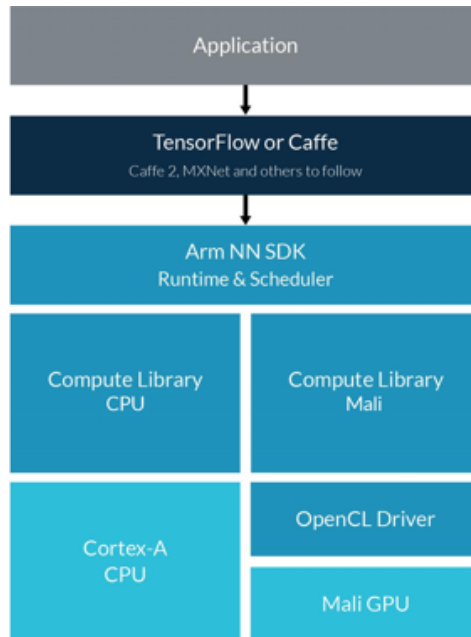 Application
TensorFlow or Caffe
Caffe 2, MXNet and others to follow
Arm NN SDK
Runtime & Scheduler
Compute Library
CPU
Compute Library
Mali
Cortex-A
CPU
OpenCL Driver
Mali GPU